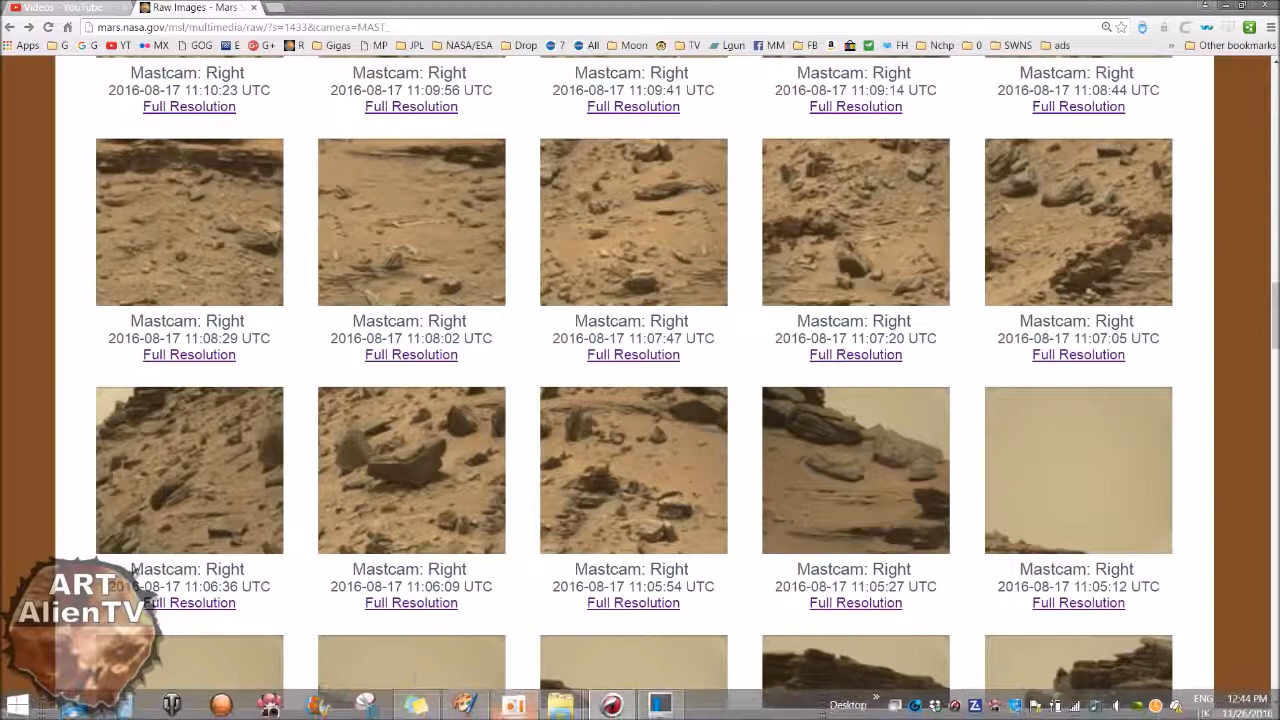 Videos - YouTube
Raw Images - Mars S
mars.nasa.gov/msl/multimedia/raw/?s=1433&camera=MAST_
Apps G G YT MX GOG E G+ R Gigas MP JPL NASA/ESA Drop ? All Moon TV Lgun MM FB FH Nchp 0 SWNS ads » Other bookmarks
Mastcam: Right Mastcam: Right Mastcam: Right Mastcam: Right Mastcam: Right
2016-08-17 11:10:23 UTC 2016-08-17 11:09:56 UTC 2016-08-17 11:09:41 UTC 2016-08-17 11:09:14 UTC 2016-08-17 11:08:44 UTC
Full Resolution Full Resolution Full Resolution Full Resolution Full Resolution
Mastcam: Right Mastcam: Right Mastcam: Right Mastcam: Right Mastcam: Right
2016-08-17 11:08:29 UTC 2016-08-17 11:08:02 UTC 2016-08-17 11:07:47 UTC 2016-08-17 11:07:20 UTC 2016-08-17 11:07:05 UTC
Full Resolution Full Resolution Full Resolution Full Resolution Full Resolution
Mastcam: Right Mastcam: Right Mastcam: Right Mastcam: Right Mastcam: Right
-08-17 11:06:36 UTC 2016-08-17 11:06:09 UTC 2016-08-17 11:05:54 UTC 2016-08-17 11:05:27 UTC 2016-08-17 11:05:12 UTC
Full Resolution Full Resolution Full Resolution Full Resolution Full Resolution
ART
AlienTV
Desktop » ENG 12:44 PM
UK 11/26/2016